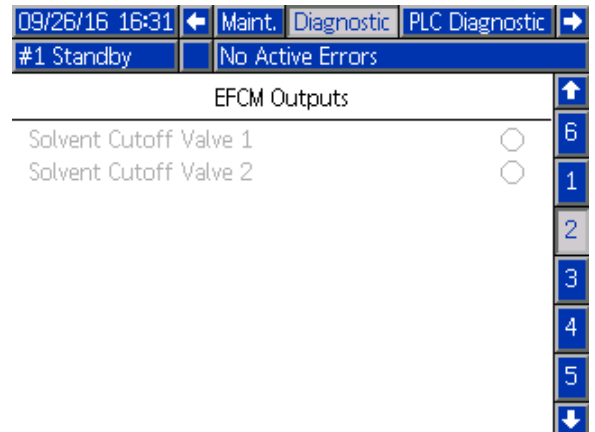 09/26/16 16:31 Maint. Diagnostic PLC Diagnostic
#1 Standby No Active Errors
EFCM Outputs
Solvent Cutoff Valve 1
Solvent Cutoff Valve 2
6
1
2
3
4
5